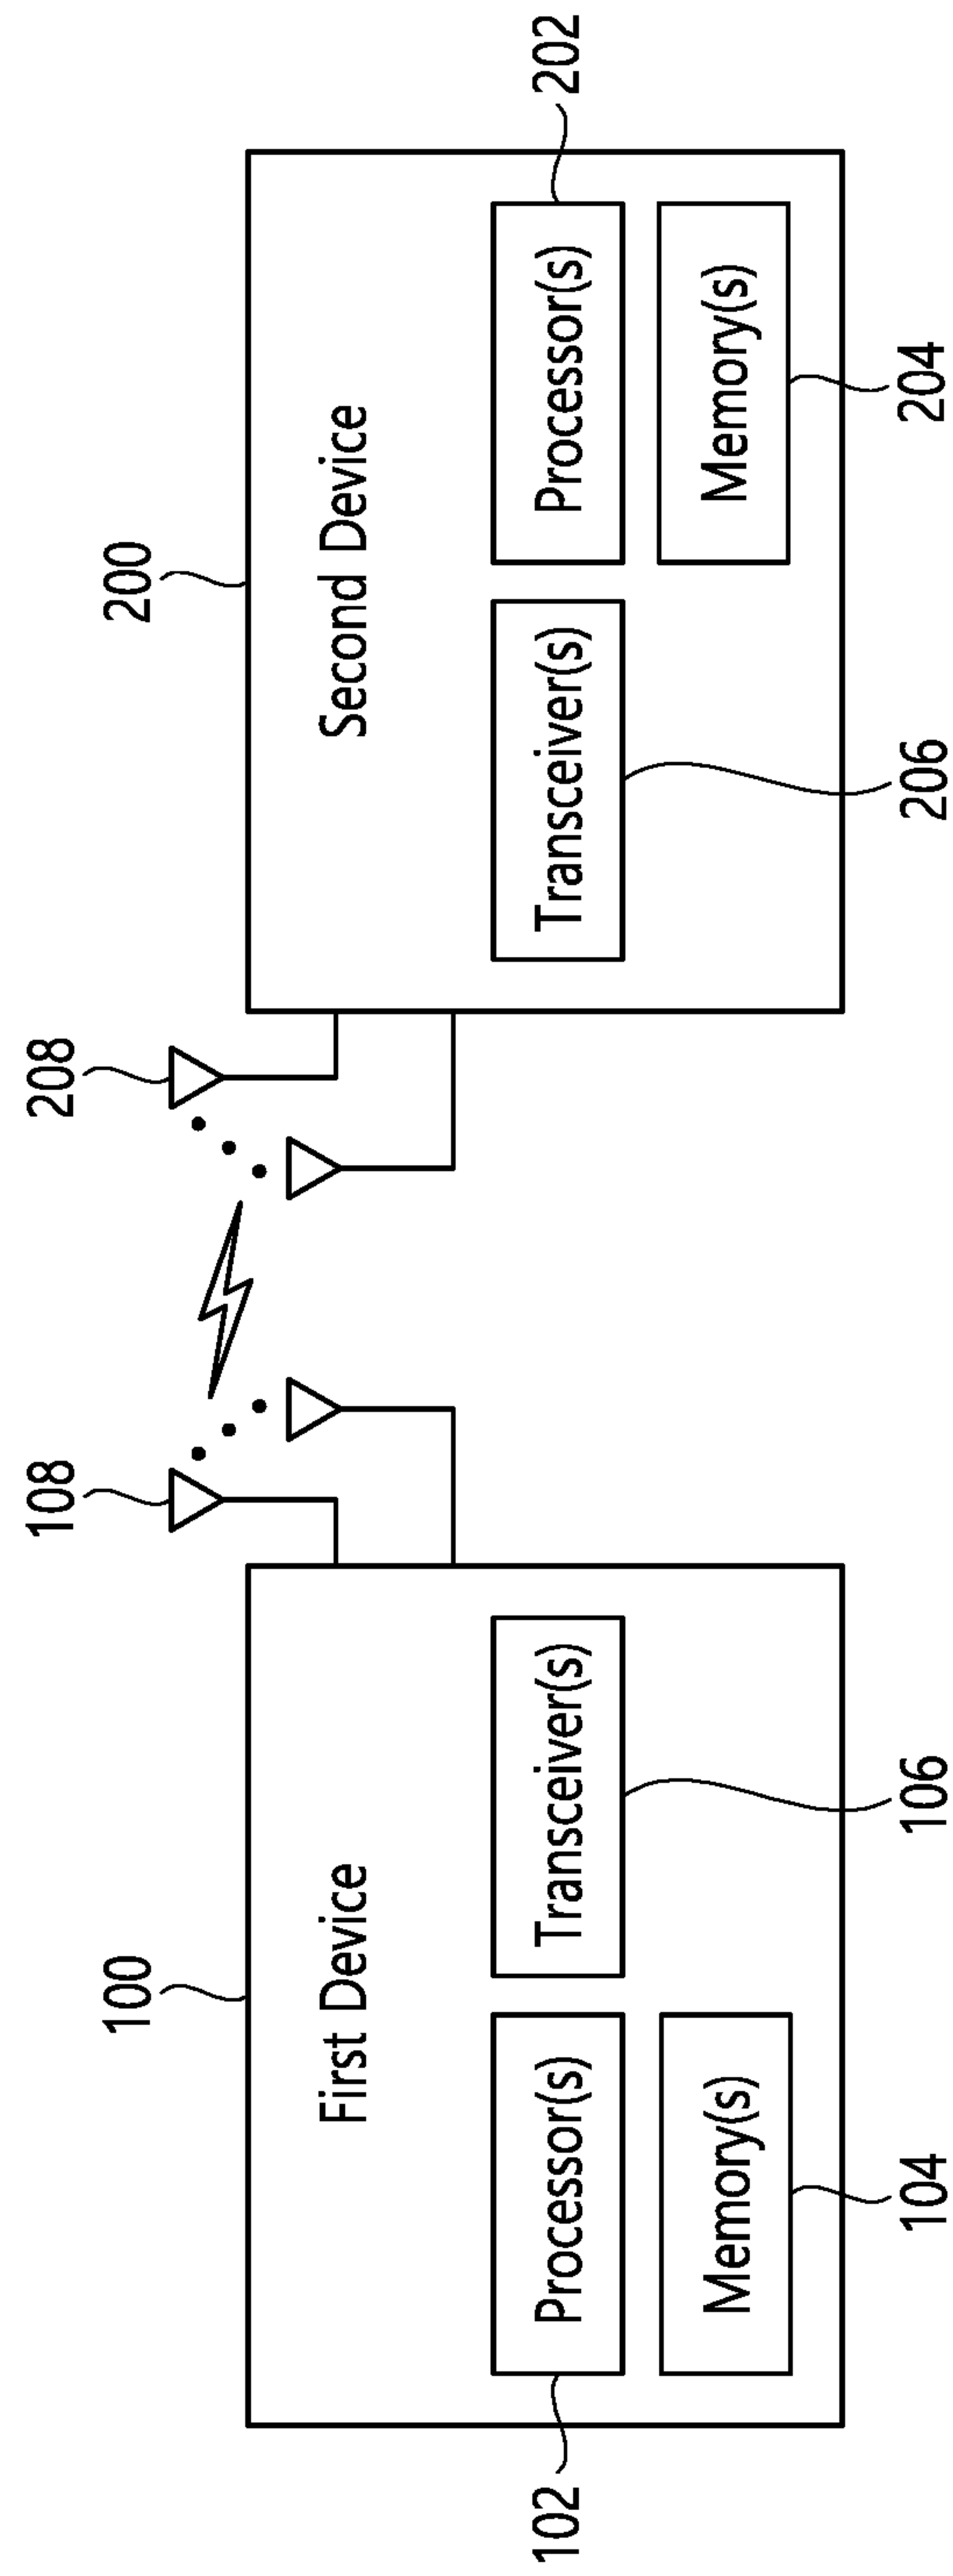 100
108
208
200
First Device
Second Device
102
Processor(s)
Transceiver(s)
Transceiver(s)
Processor(s)
202
Memory(s)
Memory(s)
104
106
206
204